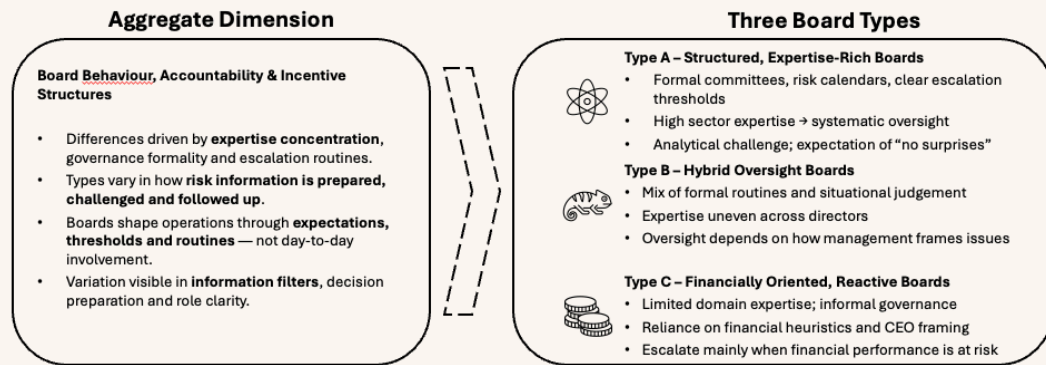 Aggregate Dimension
Board Behaviour, Accountability & Incentive
Structures
• Differences driven by expertise concentration,
governance formality and escalation routines.
• Types vary in how risk information is prepared,
challenged and followed up.
• Boards shape operations through expectations,
thresholds and routines — not day-to-day
involvement.
• Variation visible in information filters, decision
preparation and role clarity.
Three Board Types
Type A – Structured, Expertise-Rich Boards
• Formal committees, risk calendars, clear escalation
thresholds
• High sector expertise → systematic oversight
• Analytical challenge; expectation of “no surprises”
Type B – Hybrid Oversight Boards
• Mix of formal routines and situational judgement
• Expertise uneven across directors
• Oversight depends on how management frames issues
Type C – Financially Oriented, Reactive Boards
• Limited domain expertise; informal governance
• Reliance on financial heuristics and CEO framing
• Escalate mainly when financial performance is at risk